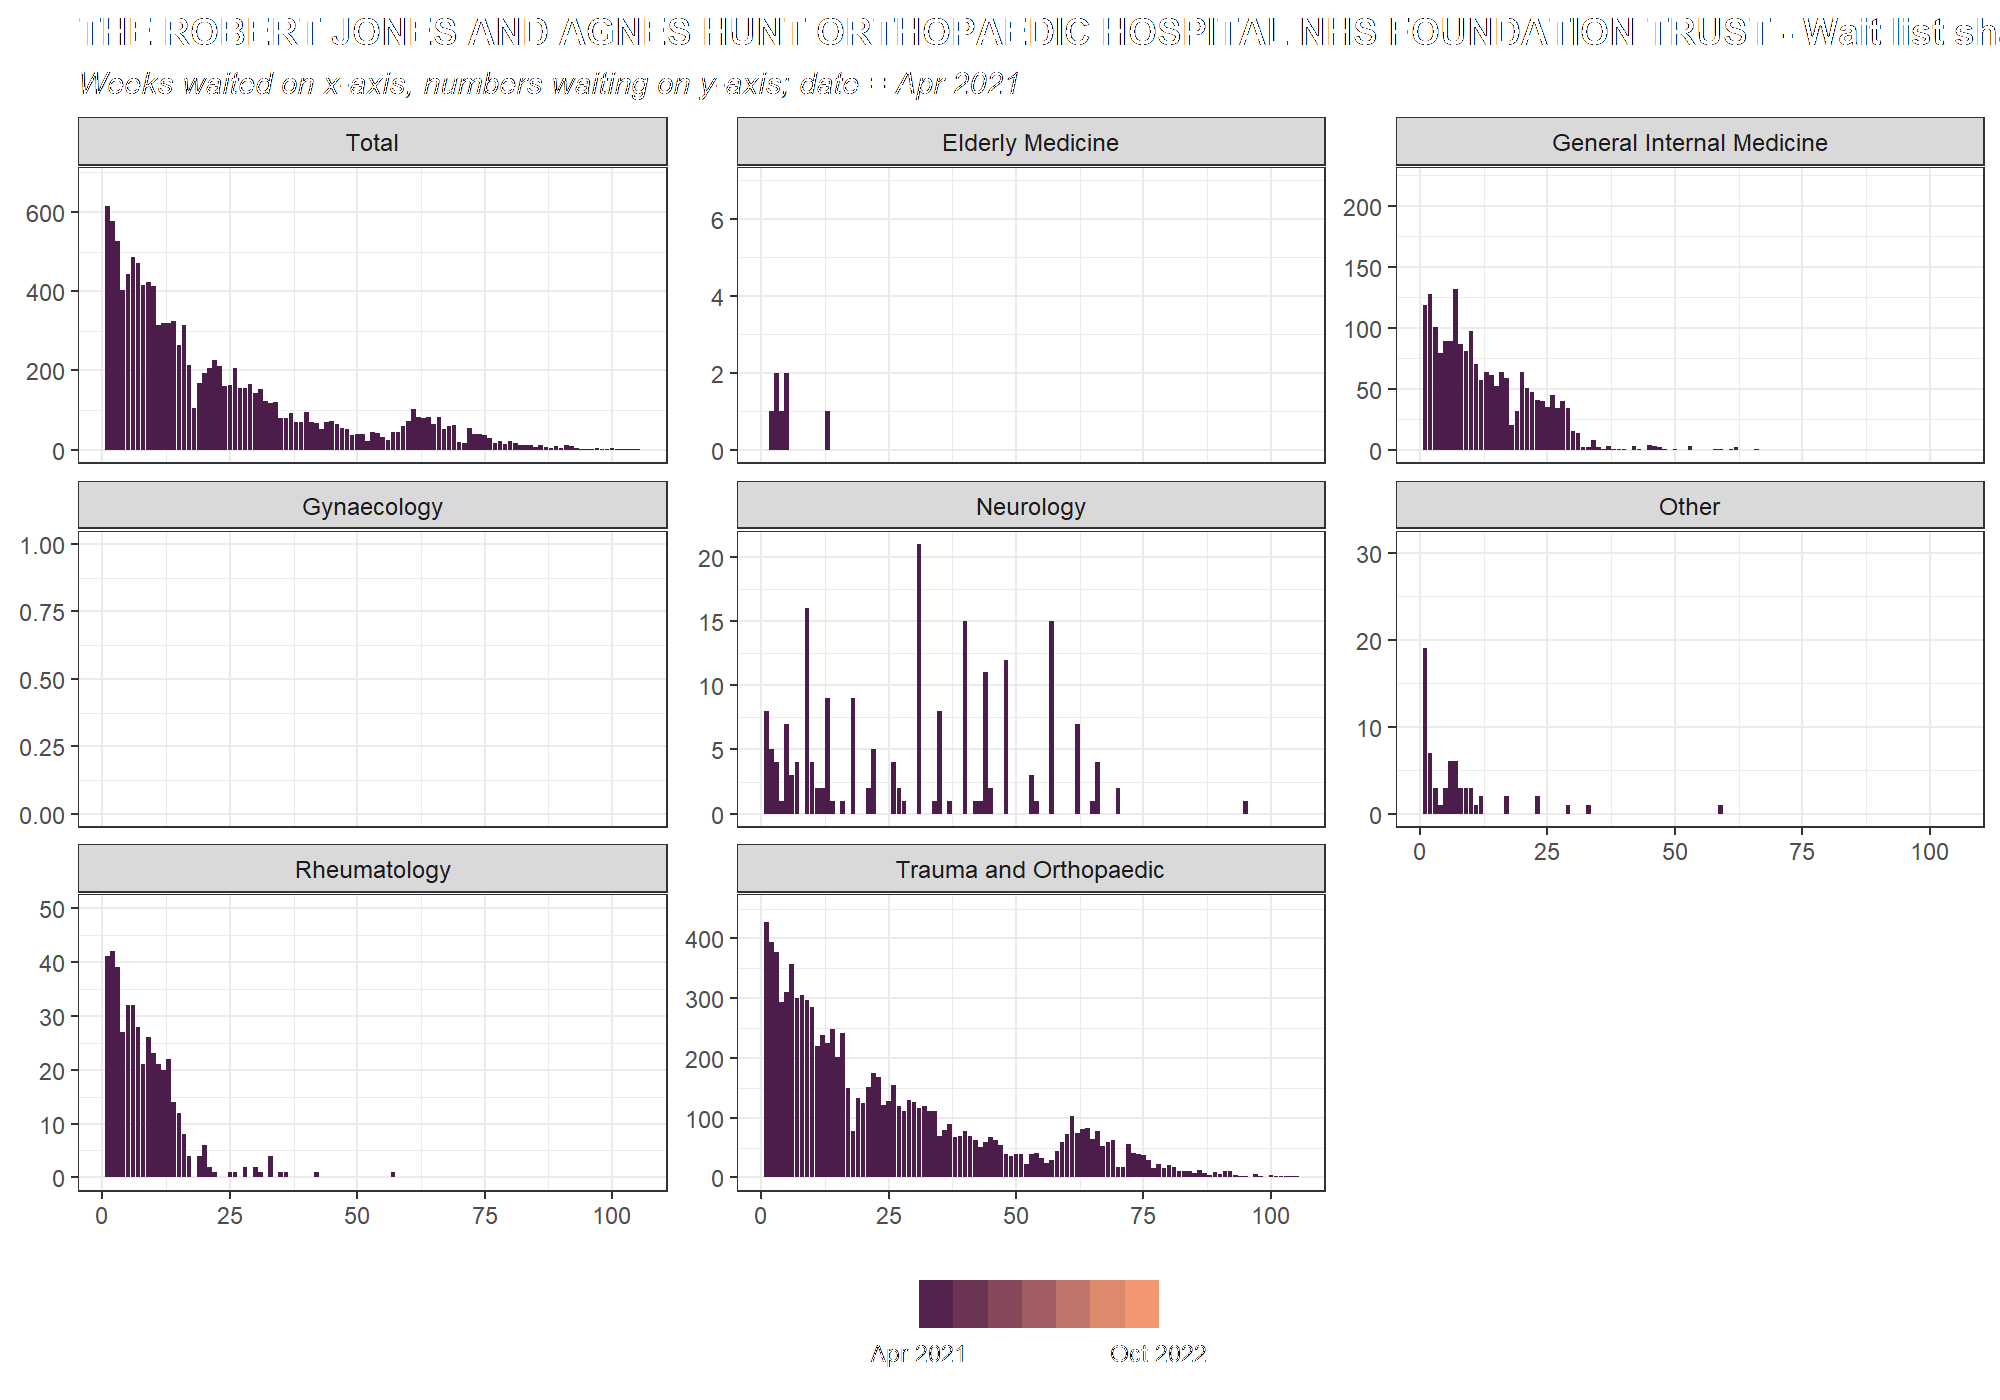 THE ROBERT JONES AND AGNES HUNT ORTHOPAEDIC HOSPITAL NHS FOUNDATION TRUST - Wait list sh
Weeks waited on x-axis, numbers waiting on y-axis; date = Apr 2021
Total
600
400
200
0
Elderly Medicine
6
4
2
0
General Internal Medicine
200
150
100
50
0
Gynaecology
1.00
0.75
0.50
0.25
0.00
Neurology
20
15
10
5
0
Other
30
20
10
0
0 25 50 75 100
Rheumatology
50
40
30
20
10
0
0 25 50 75 100
Trauma and Orthopaedic
400
300
200
100
0
0 25 50 75 100
Apr 2021 Oct 2022